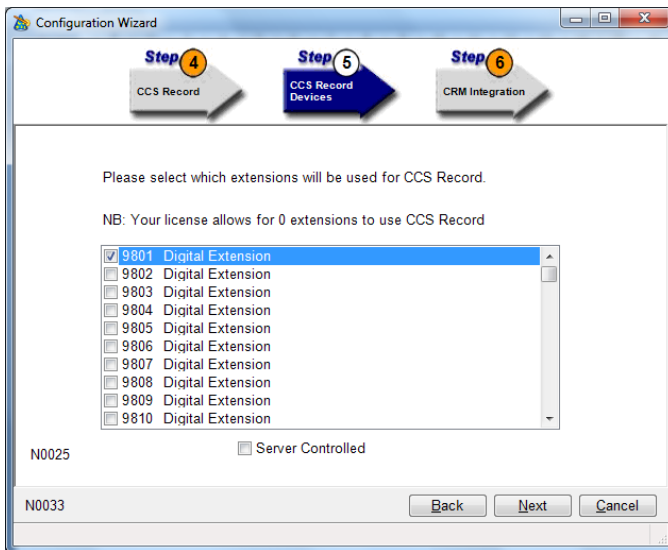 Configuration Wizard
Step 4
CCS Record
Step 5
CCS Record
Devices
Step 6
CRM Integration
Please select which extensions will be used for CCS Record.
NB: Your license allows for 0 extensions to use CCS Record
9801 Digital Extension
9802 Digital Extension
9803 Digital Extension
9804 Digital Extension
9805 Digital Extension
9806 Digital Extension
9807 Digital Extension
9808 Digital Extension
9809 Digital Extension
9810 Digital Extension
Server Controlled
N0025
N0033
Back Next Cancel